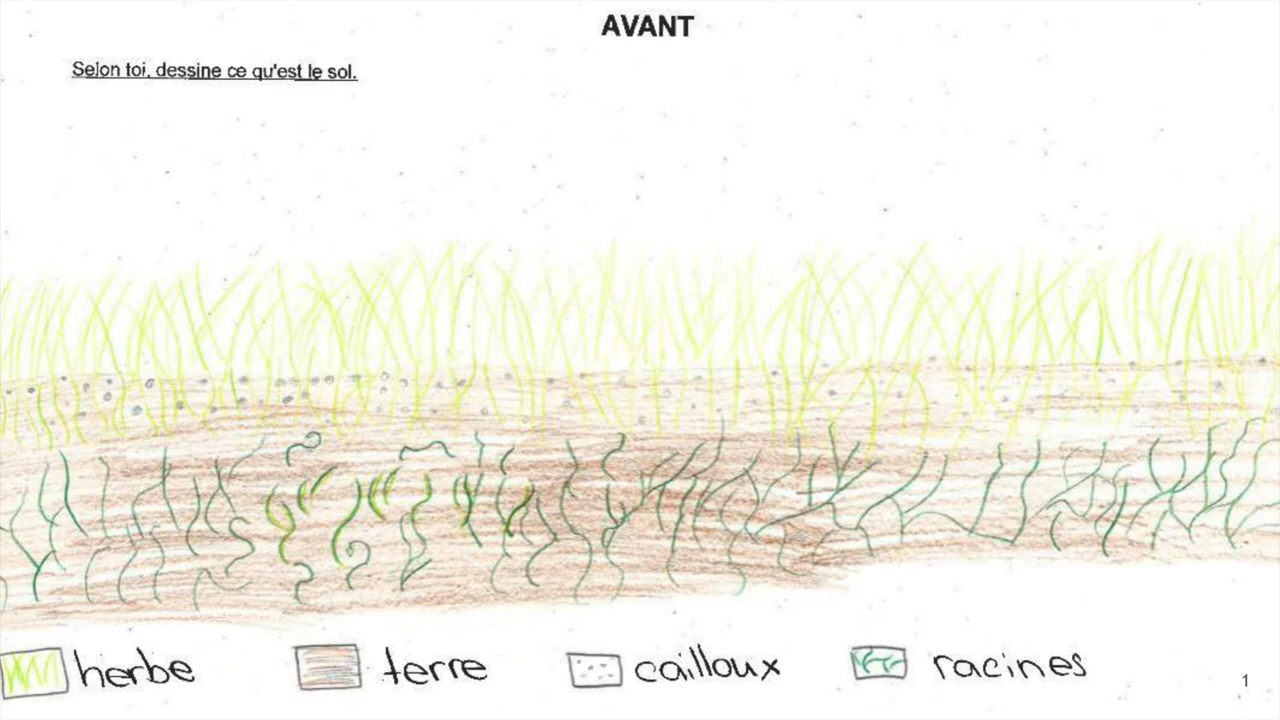 AVANT
Selon toi, dessine ce qu'est le sol.
herbe terre cailloux racines
1